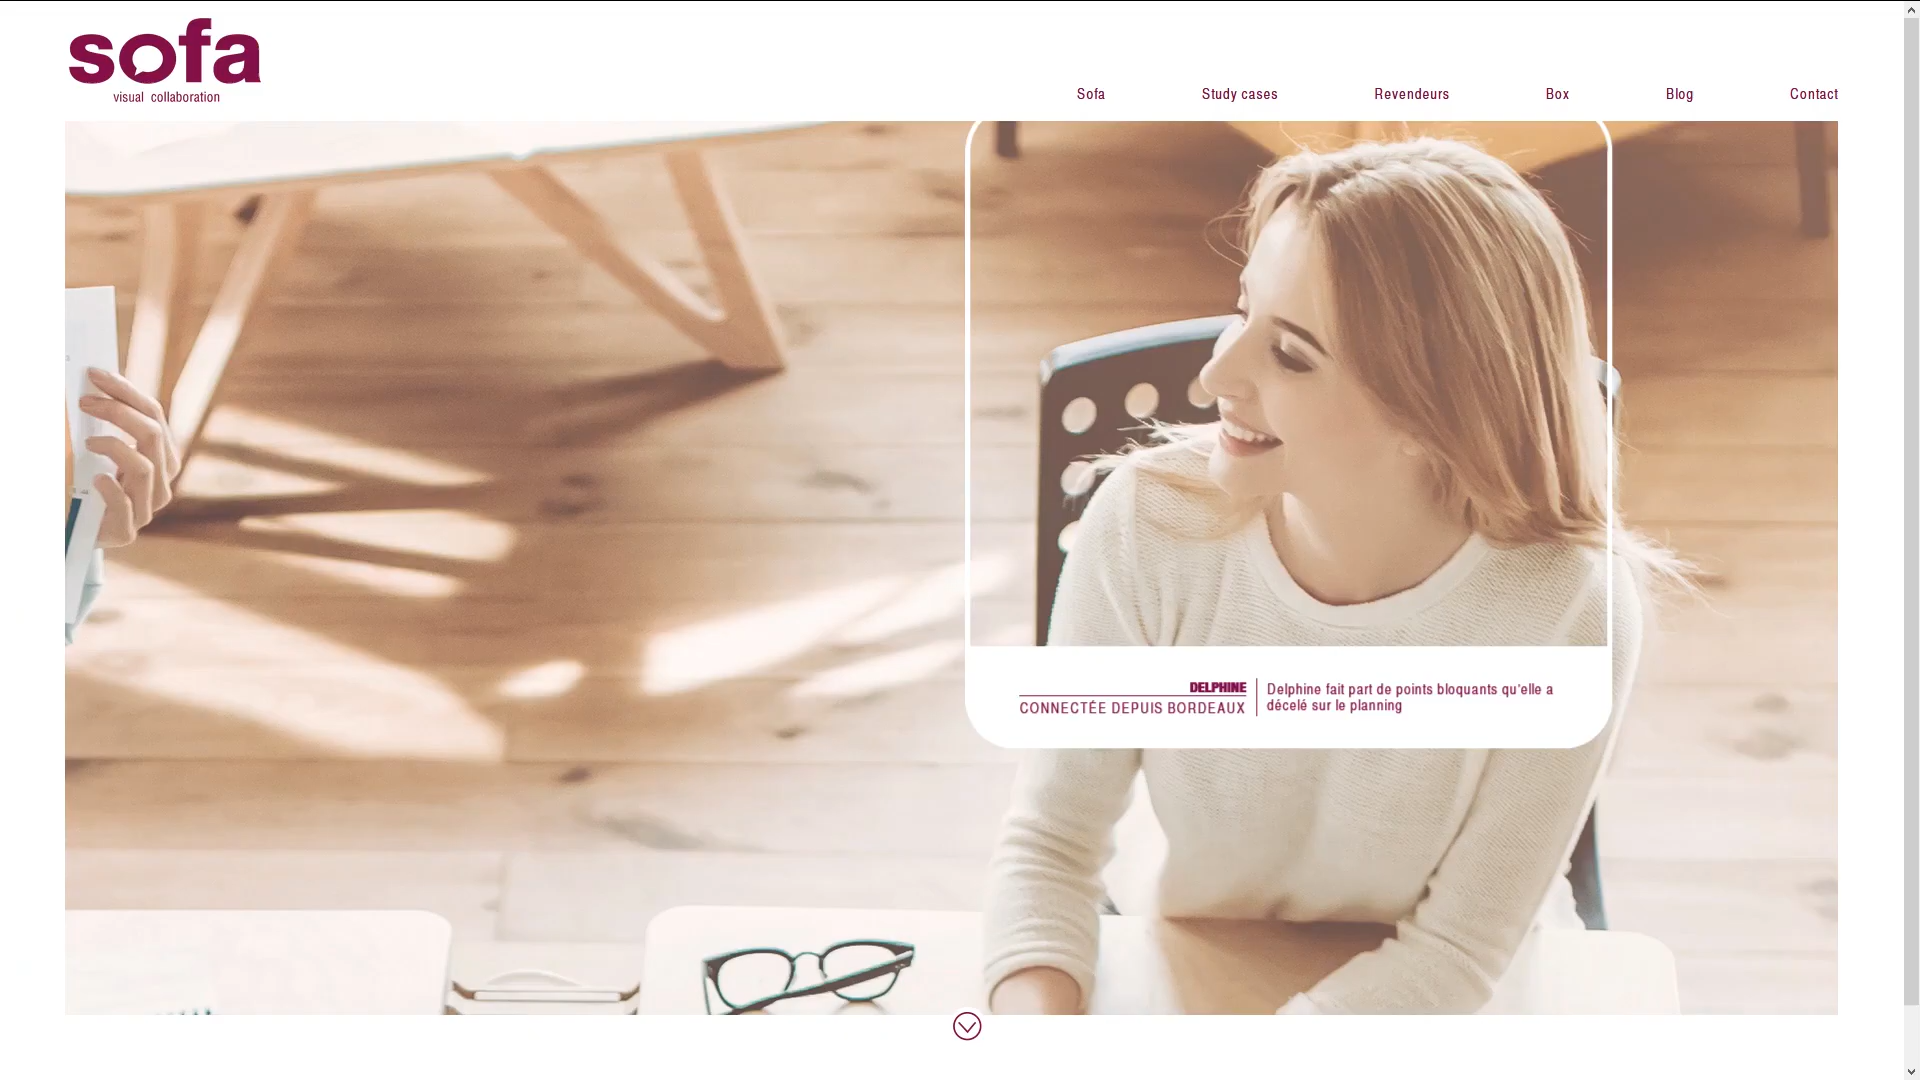 sofa
visual collaboration
Sofa Study cases Revendeurs Box Blog Contact
DELPHINE
CONNECTÉE DEPUIS BORDEAUX
Delphine fait part de points bloquants qu'elle a
décelé sur le planning